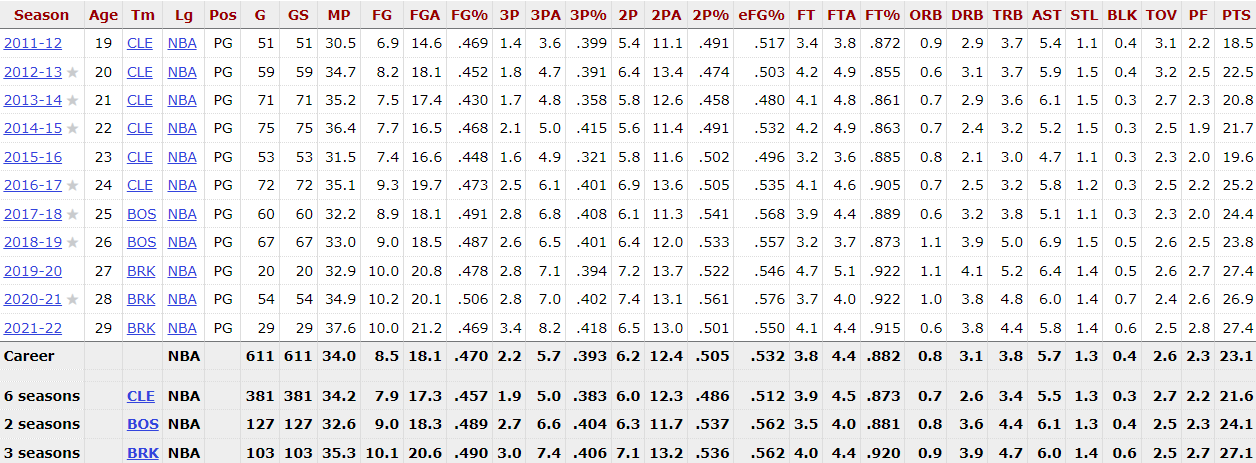 Season Age Tm Lg Pos G GS MP FG FGA FG% 3P 3PA 3P% 2P 2PA 2P% eFG% FT FTA FT% ORB DRB TRB AST STL BLK TOV PF PTS
2011-12 19 CLE NBA PG 51 51 30.5 6.9 14.6 .469 1.4 3.6 .399 5.4 11.1 .491 .517 3.4 3.8 .872 0.9 2.9 3.7 5.4 1.1 0.4 3.1 2.2 18.5
2012-13 ★ 20 CLE NBA PG 59 59 34.7 8.2 18.1 .452 1.8 4.7 .391 6.4 13.4 .474 .503 4.2 4.9 .855 0.6 3.1 3.7 5.9 1.5 0.4 3.2 2.5 22.5
2013-14 ★ 21 CLE NBA PG 71 71 35.2 7.5 17.4 .430 1.7 4.8 .358 5.8 12.6 .458 .480 4.1 4.8 .861 0.7 2.9 3.6 6.1 1.5 0.3 2.7 2.3 20.8
2014-15 ★ 22 CLE NBA PG 75 75 36.4 7.7 16.5 .468 2.1 5.0 .415 5.6 11.4 .491 .532 4.2 4.9 .863 0.7 2.4 3.2 5.2 1.5 0.3 2.5 1.9 21.7
2015-16 23 CLE NBA PG 53 53 31.5 7.4 16.6 .448 1.6 4.9 .321 5.8 11.6 .502 .496 3.2 3.6 .885 0.8 2.1 3.0 4.7 1.1 0.3 2.3 2.0 19.6
2016-17 ★ 24 CLE NBA PG 72 72 35.1 9.3 19.7 .473 2.5 6.1 .401 6.9 13.6 .505 .535 4.1 4.6 .905 0.7 2.5 3.2 5.8 1.2 0.3 2.5 2.2 25.2
2017-18 ★ 25 BOS NBA PG 60 60 32.2 8.9 18.1 .491 2.8 6.8 .408 6.1 11.3 .541 .568 3.9 4.4 .889 0.6 3.2 3.8 5.1 1.1 0.3 2.3 2.0 24.4
2018-19 ★ 26 BOS NBA PG 67 67 33.0 9.0 18.5 .487 2.6 6.5 .401 6.4 12.0 .533 .557 3.2 3.7 .873 1.1 3.9 5.0 6.9 1.5 0.5 2.6 2.5 23.8
2019-20 27 BRK NBA PG 20 20 32.9 10.0 20.8 .478 2.8 7.1 .394 7.2 13.7 .522 .546 4.7 5.1 .922 1.1 4.1 5.2 6.4 1.4 0.5 2.6 2.8 27.4
2020-21 ★ 28 BRK NBA PG 54 54 34.9 10.2 20.1 .506 2.8 7.0 .402 7.4 13.1 .561 .576 3.7 4.0 .922 1.0 3.8 4.8 6.0 1.4 0.7 2.4 2.6 26.9
2021-22 29 BRK NBA PG 29 29 37.6 10.0 21.2 .469 3.4 8.2 .418 6.5 13.0 .501 .550 4.1 4.4 .915 0.6 3.8 4.4 5.8 1.4 0.6 2.5 2.8 27.4
Career NBA 611 611 34.0 8.5 18.1 .470 2.2 5.7 .393 6.2 12.4 .505 .532 3.8 4.4 .882 0.8 3.1 3.8 5.7 1.3 0.4 2.6 2.3 23.1
6 seasons CLE NBA 381 381 34.2 7.9 17.3 .457 1.9 5.0 .383 6.0 12.3 .486 .512 3.9 4.5 .873 0.7 2.6 3.4 5.5 1.3 0.3 2.7 2.2 21.6
2 seasons BOS NBA 127 127 32.6 9.0 18.3 .489 2.7 6.6 .404 6.3 11.7 .537 .562 3.5 4.0 .881 0.8 3.6 4.4 6.1 1.3 0.4 2.5 2.3 24.1
3 seasons BRK NBA 103 103 35.3 10.1 20.6 .490 3.0 7.4 .406 7.1 13.2 .536 .562 4.0 4.4 .920 0.9 3.9 4.7 6.0 1.4 0.6 2.5 2.7 27.1